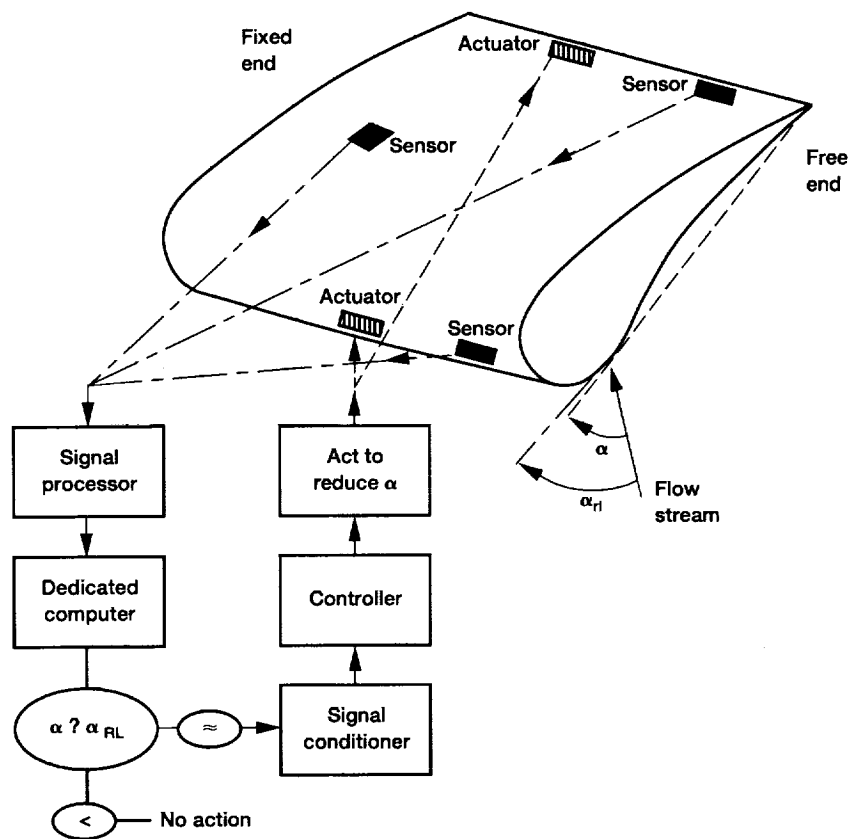 Fixed
end
Actuator
Sensor
Sensor
Free
end
Actuator
Sensor
α
α_rl
Flow
stream
Signal
processor
Act to
reduce α
Dedicated
computer
Controller
α ? α_RL
≈
Signal
conditioner
<
No action